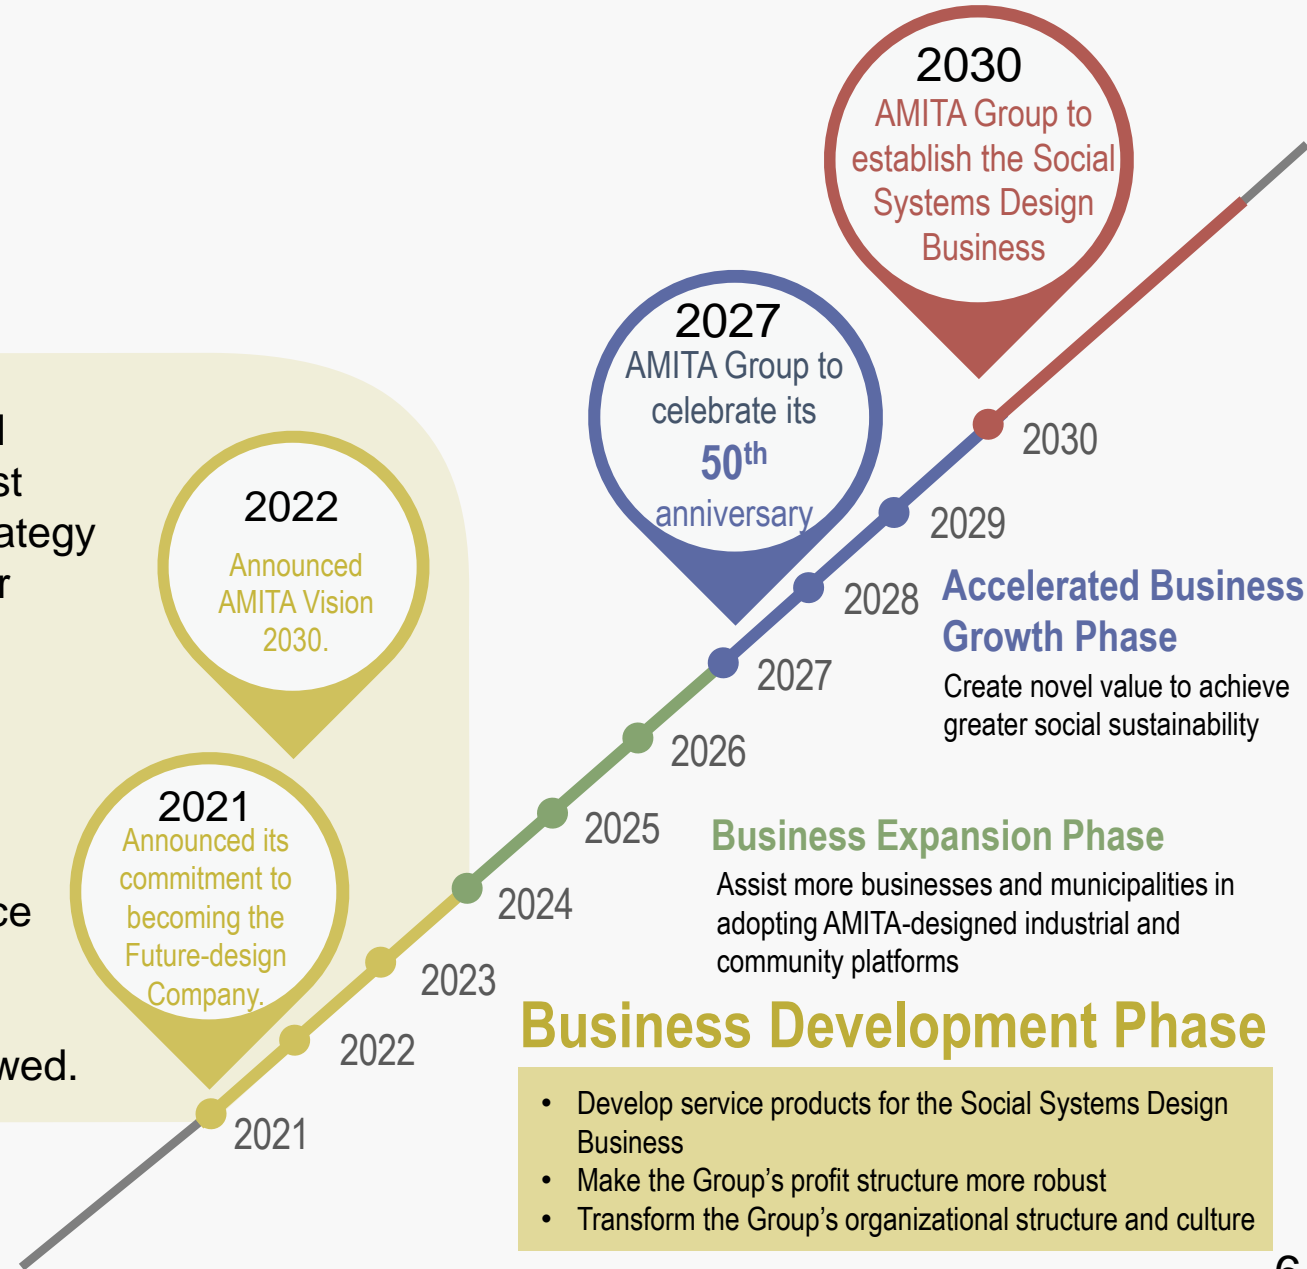 2030
AMITA Group to
establish the Social
Systems Design
Business
2027
AMITA Group to
celebrate its
50th
anniversary
2022
Announced
AMITA Vision
2030.
2021
Announced its
commitment to
becoming the
Future-design
Company.
wed.
2030
2029
2028
2027
2026
2025
2024
2023
2022
2021
Accelerated Business
Growth Phase
Create novel value to achieve
greater social sustainability
Business Expansion Phase
Assist more businesses and municipalities in
adopting AMITA-designed industrial and
community platforms
Business Development Phase
• Develop service products for the Social Systems Design
Business
• Make the Group’s profit structure more robust
• Transform the Group’s organizational structure and culture